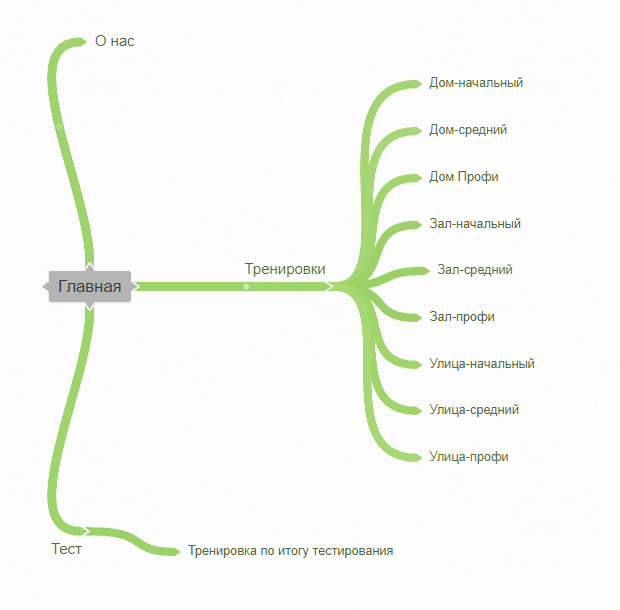 О нас
Главная
Тренировки
Дом-начальный
Дом-средний
Дом Профи
Зал-начальный
Зал-средний
Зал-профи
Улица-начальный
Улица-средний
Улица-профи
Тест
Тренировка по итогу тестирования